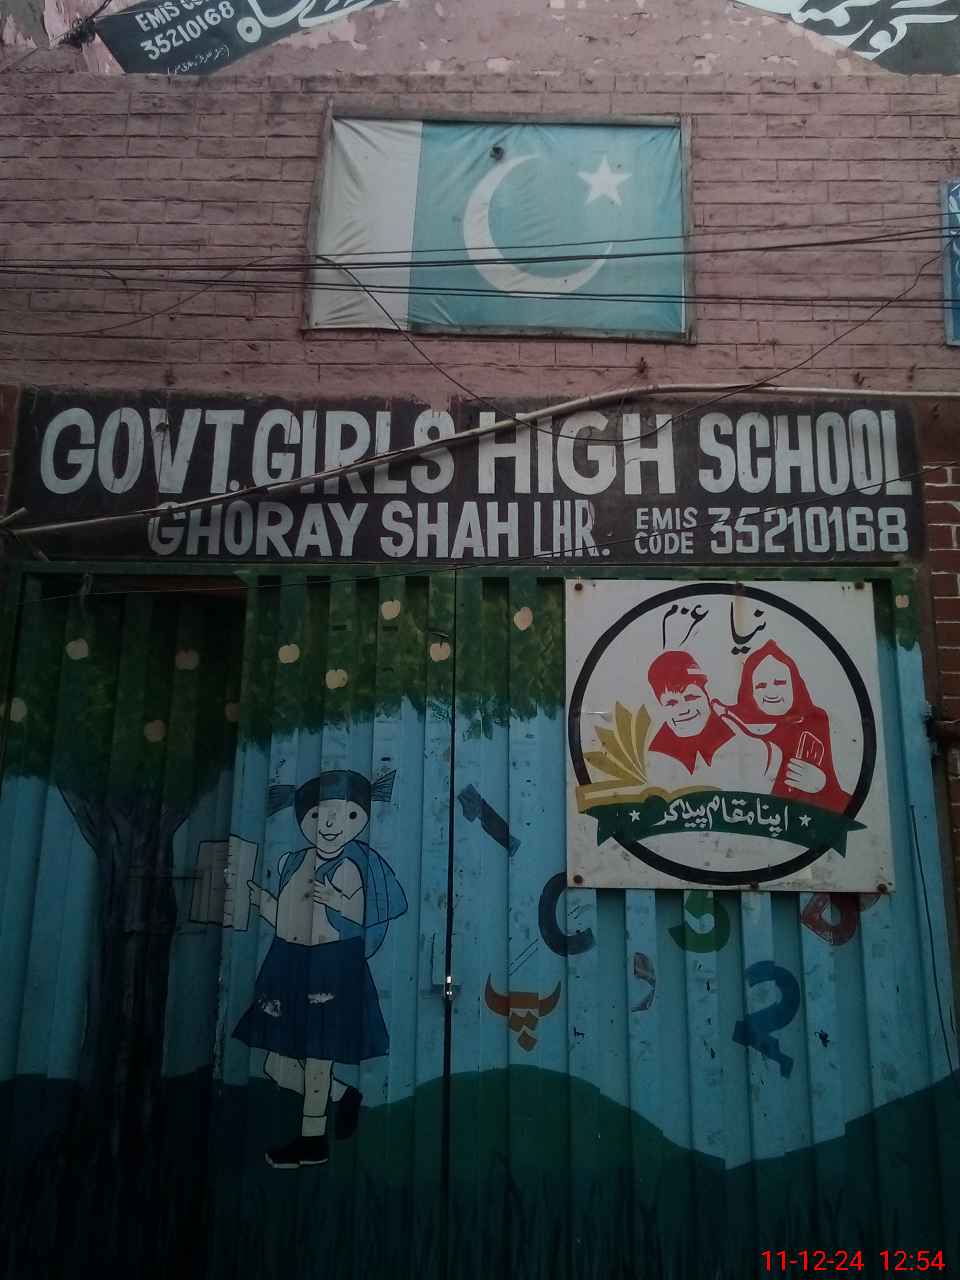 EMIS CO
35210168
GOVT. GIRLS HIGH SCHOOL
GHORAY SHAH LHR. EMIS CODE 35210168
نیا عزم
اپنا مقام پیدا کر
پ
11-12-24 12:54